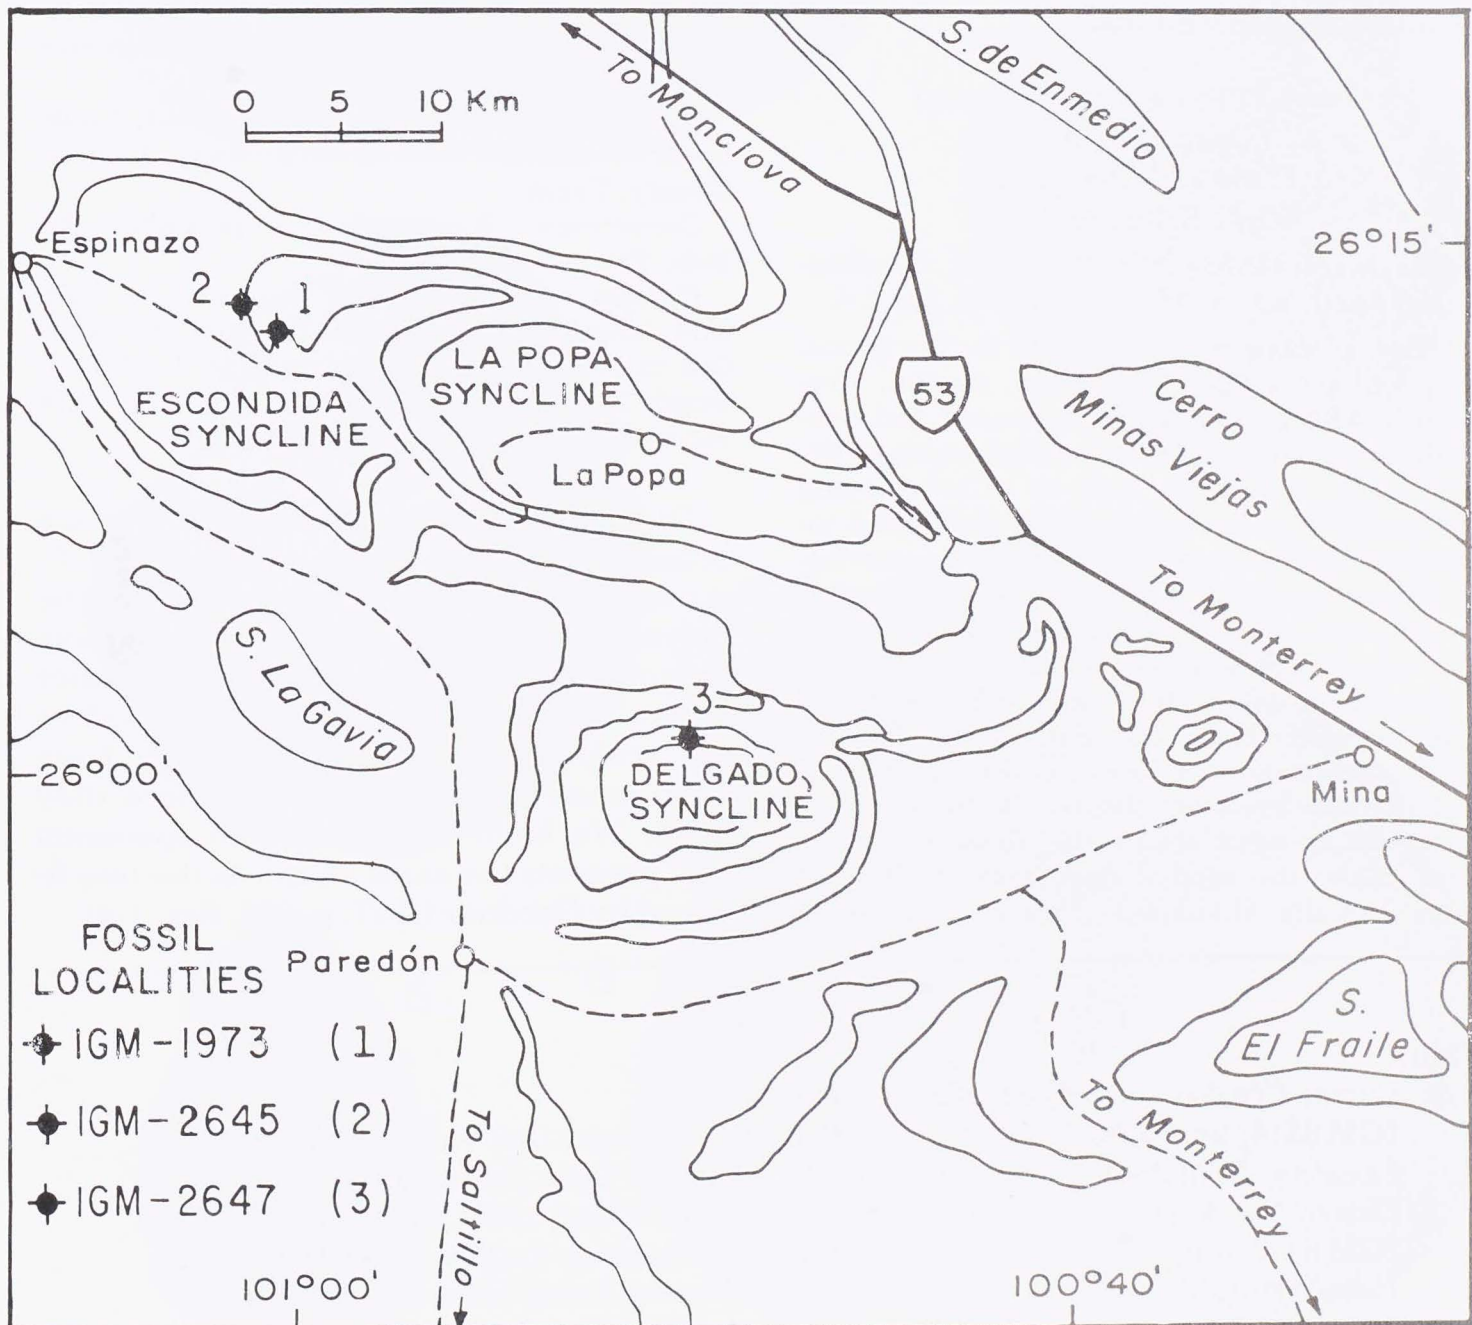 S. de Enmedio
To Monclova
0 5 10 Km
26°15'
Espinazo
2
1
LA POPA
SYNCLINE
53
Cerro
Minas Viejas
ESCONDIDA
SYNCLINE
La Popa
To Monterrey
S. La Gavia
3
26°00'
DELGADO
SYNCLINE
Mina
FOSSIL
LOCALITIES
Paredón
S.
El Fraile
IGM-1973 (1)
IGM-2645 (2)
IGM-2647 (3)
To Saltillo
To Monterrey
101°00'
100°40'